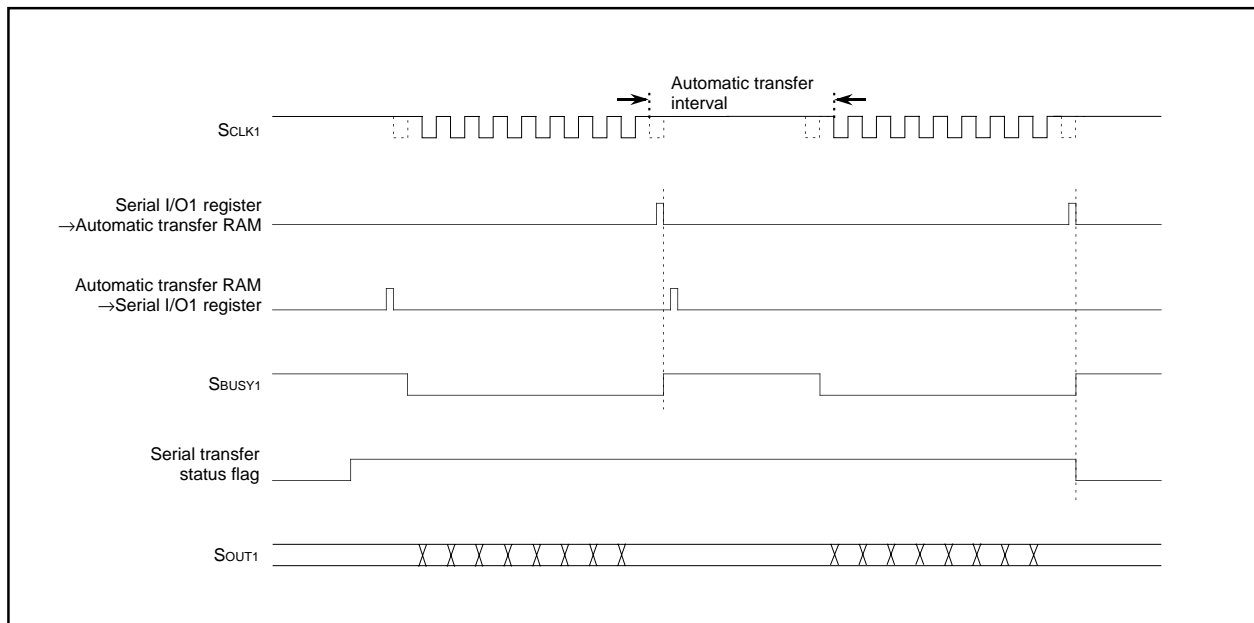 Automatic transfer
interval
SCLK1
Serial I/O1 register
→Automatic transfer RAM
Automatic transfer RAM
→Serial I/O1 register
SBUSY1
Serial transfer
status flag
SOUT1